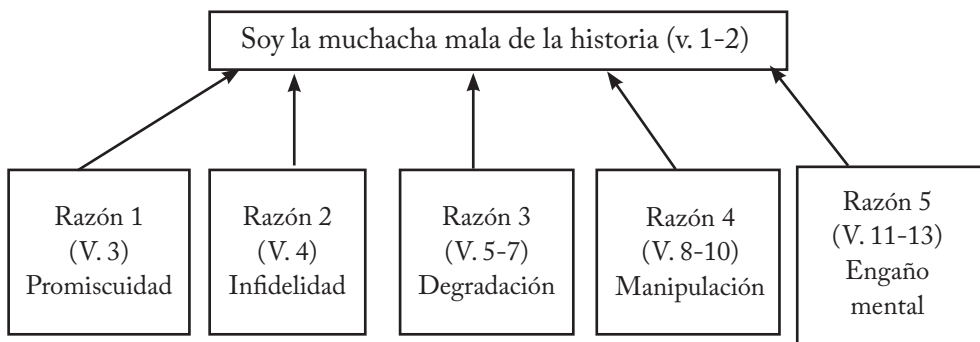 Soy la muchacha mala de la historia (v. 1-2)
Razón 1
(V. 3)
Promiscuidad
Razón 2
(V. 4)
Infidelidad
Razón 3
(V. 5-7)
Degradación
Razón 4
(V. 8-10)
Manipulación
Razón 5
(V. 11-13)
Engaño
mental